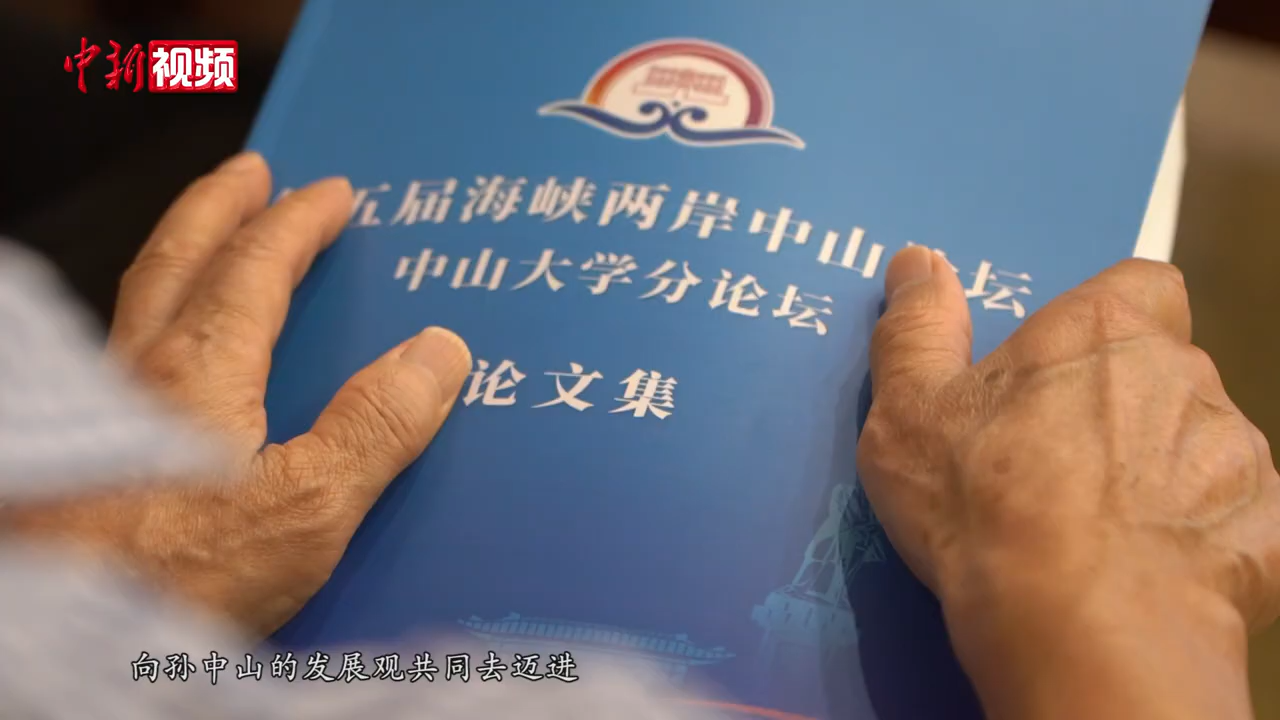 中新视频
五届海峡两岸中山 坛
中山大学分论坛
论文集
向孙中山的发展观共同去迈进